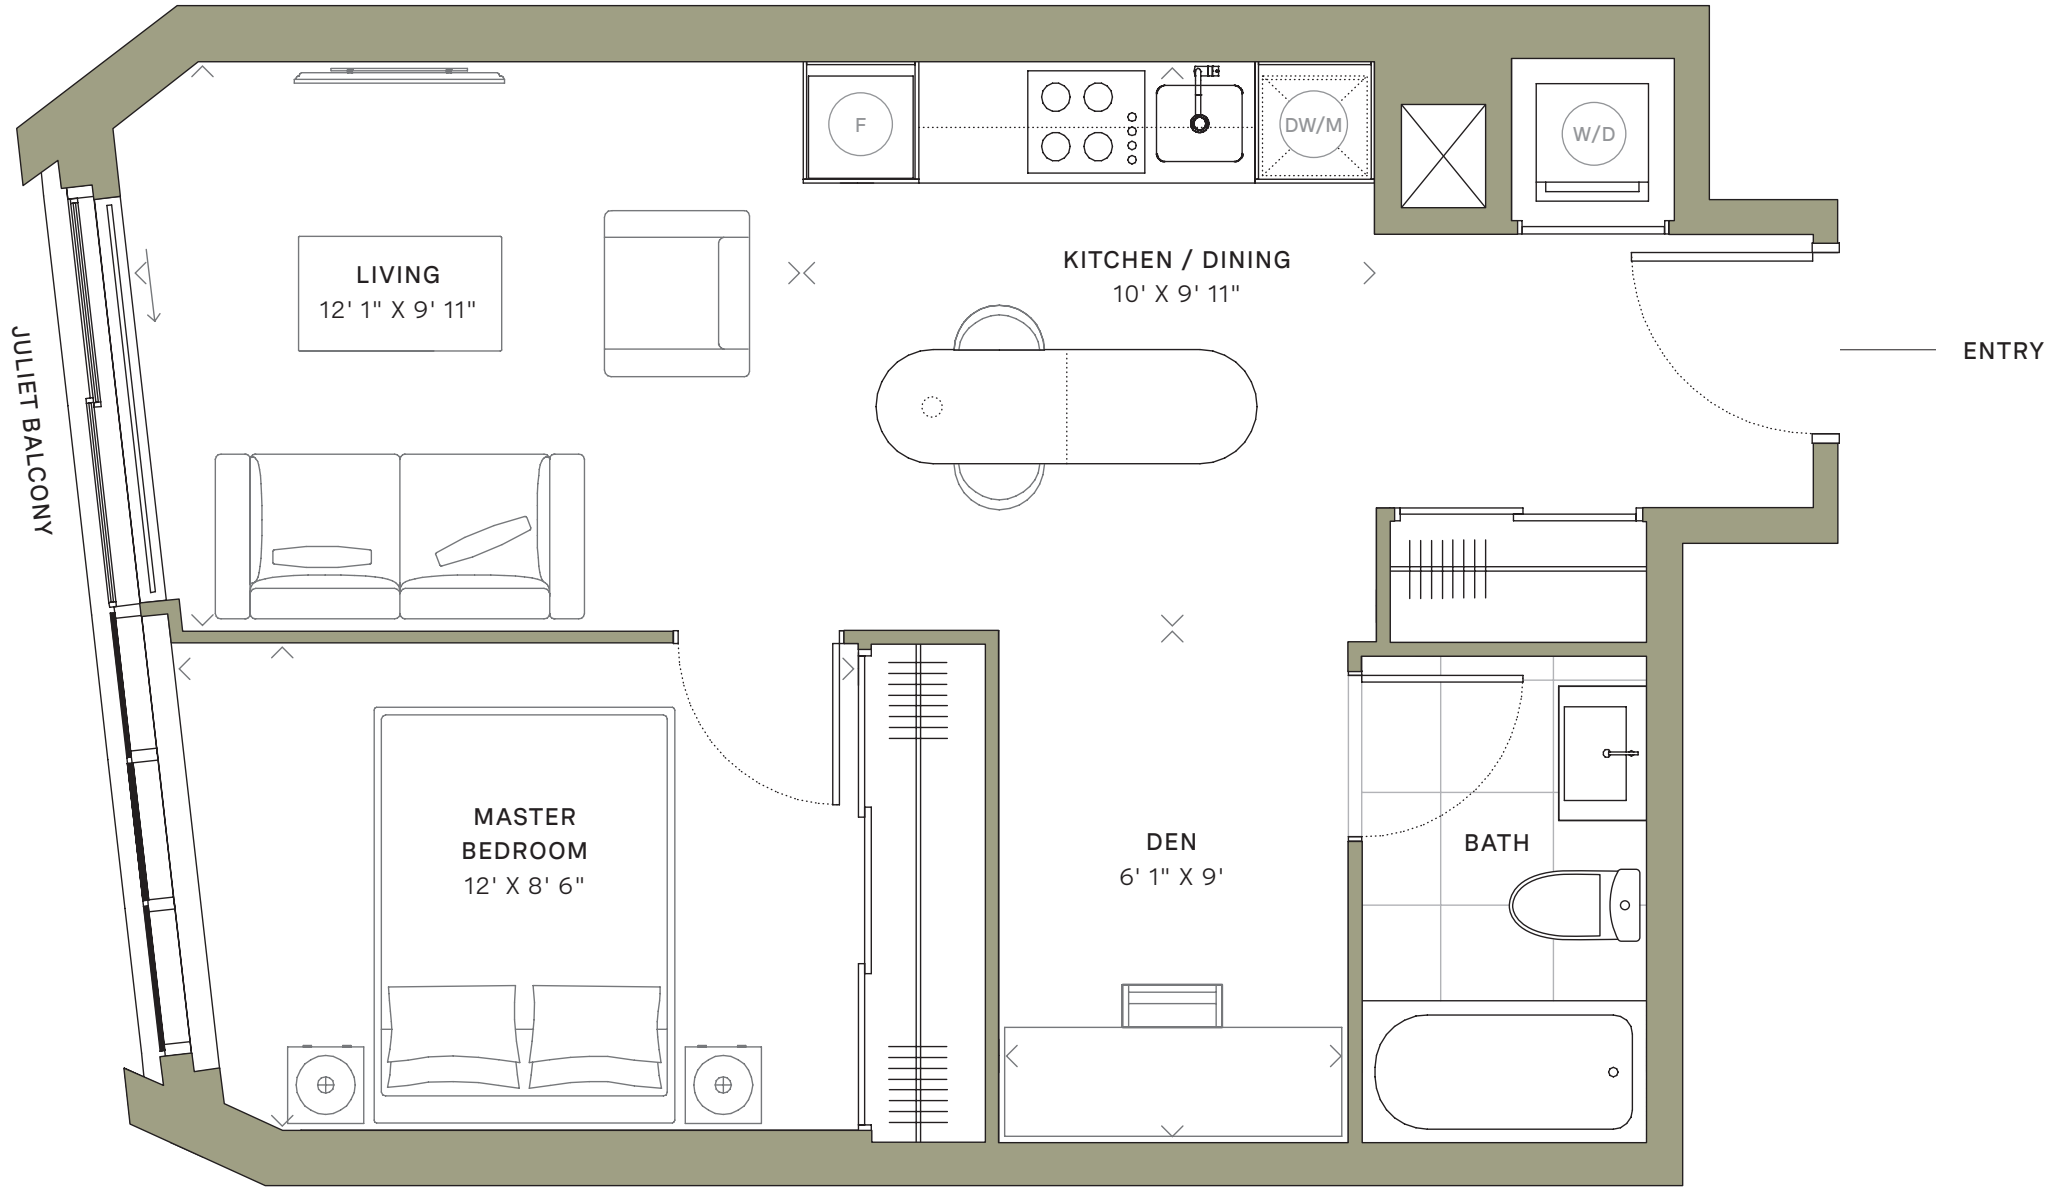 F
DW/M
W/D
LIVING
12' 1" X 9' 11"
KITCHEN / DINING
10' X 9' 11"
ENTRY
JULIET BALCONY
MASTER
BEDROOM
12' X 8' 6"
DEN
6' 1" X 9'
BATH